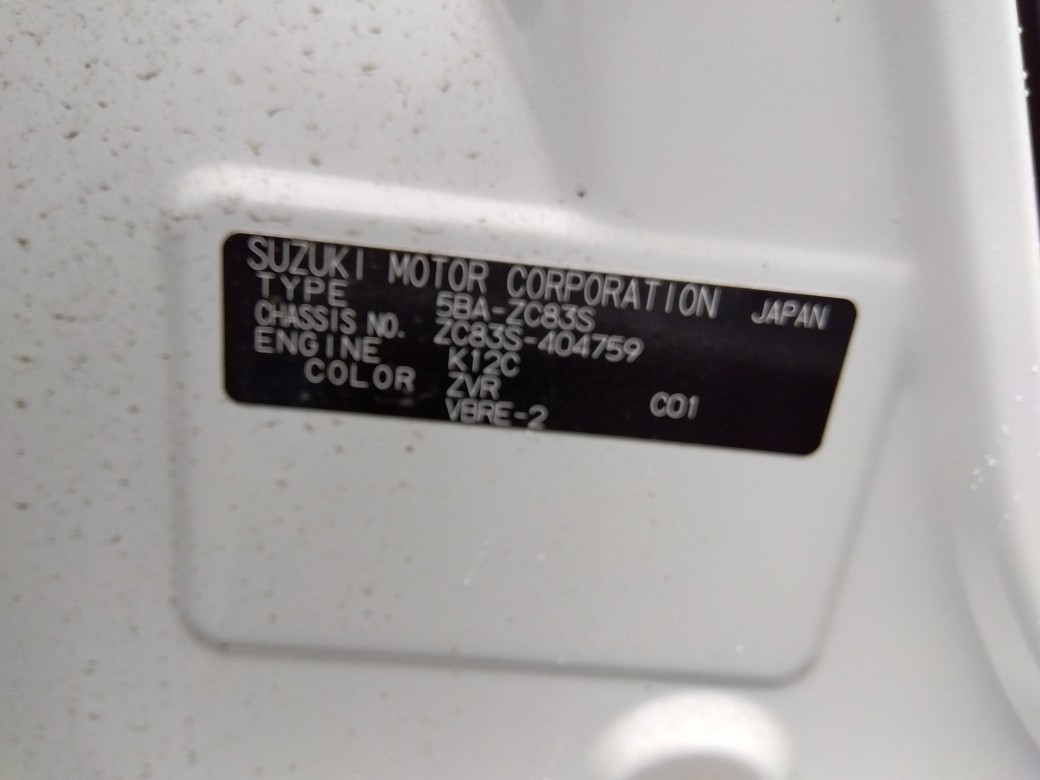 SUZUKI MOTOR CORPORATION JAPAN
TYPE 5BA-ZC83S
CHASSIS NO. ZC83S-404759
ENGINE K12C
COLOR ZVR C01
VBRE-2